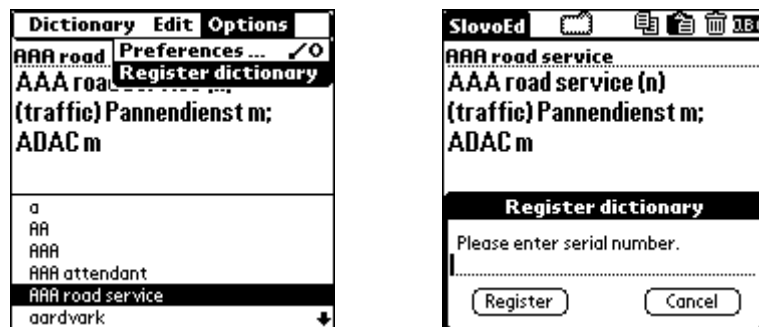 Dictionary Edit Options
Preferences ... ／O
Register dictionary
AAA road
AAA roa
(traffic) Pannendienst m;
ADAC m
a
AA
AAA
AAA attendant
AAA road service
aardvark
SlovoEd
AAA road service
AAA road service (n)
(traffic) Pannendienst m;
ADAC m
Register dictionary
Please enter serial number.
Register Cancel